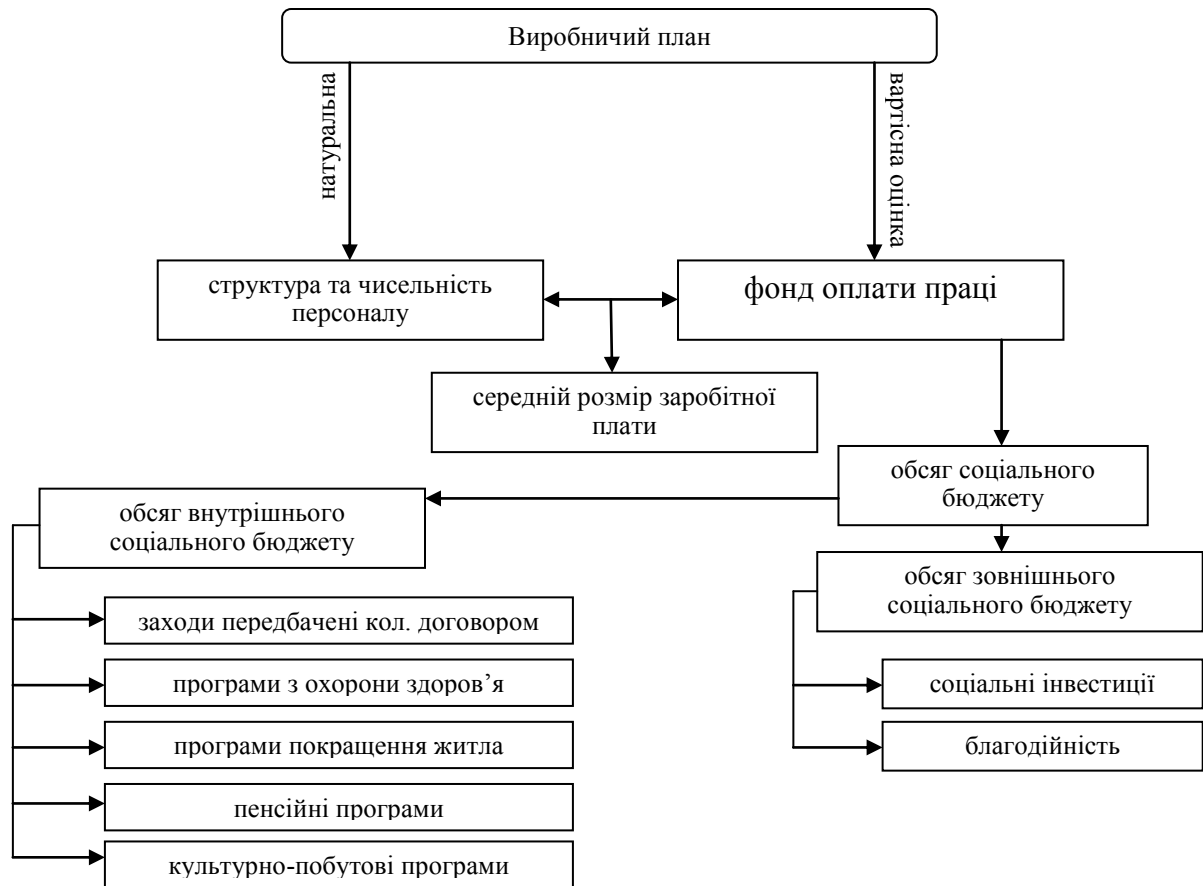 Виробничий план
натуральна
вартісна оцінка
структура та чисельність
персоналу
фонд оплати праці
середній розмір заробітної
плати
обсяг соціального
бюджету
обсяг внутрішнього
соціального бюджету
обсяг зовнішнього
соціального бюджету
заходи передбачені кол. договором
програми з охорони здоров’я
програми покращення житла
пенсійні програми
культурно-побутові програми
соціальні інвестиції
благодійність